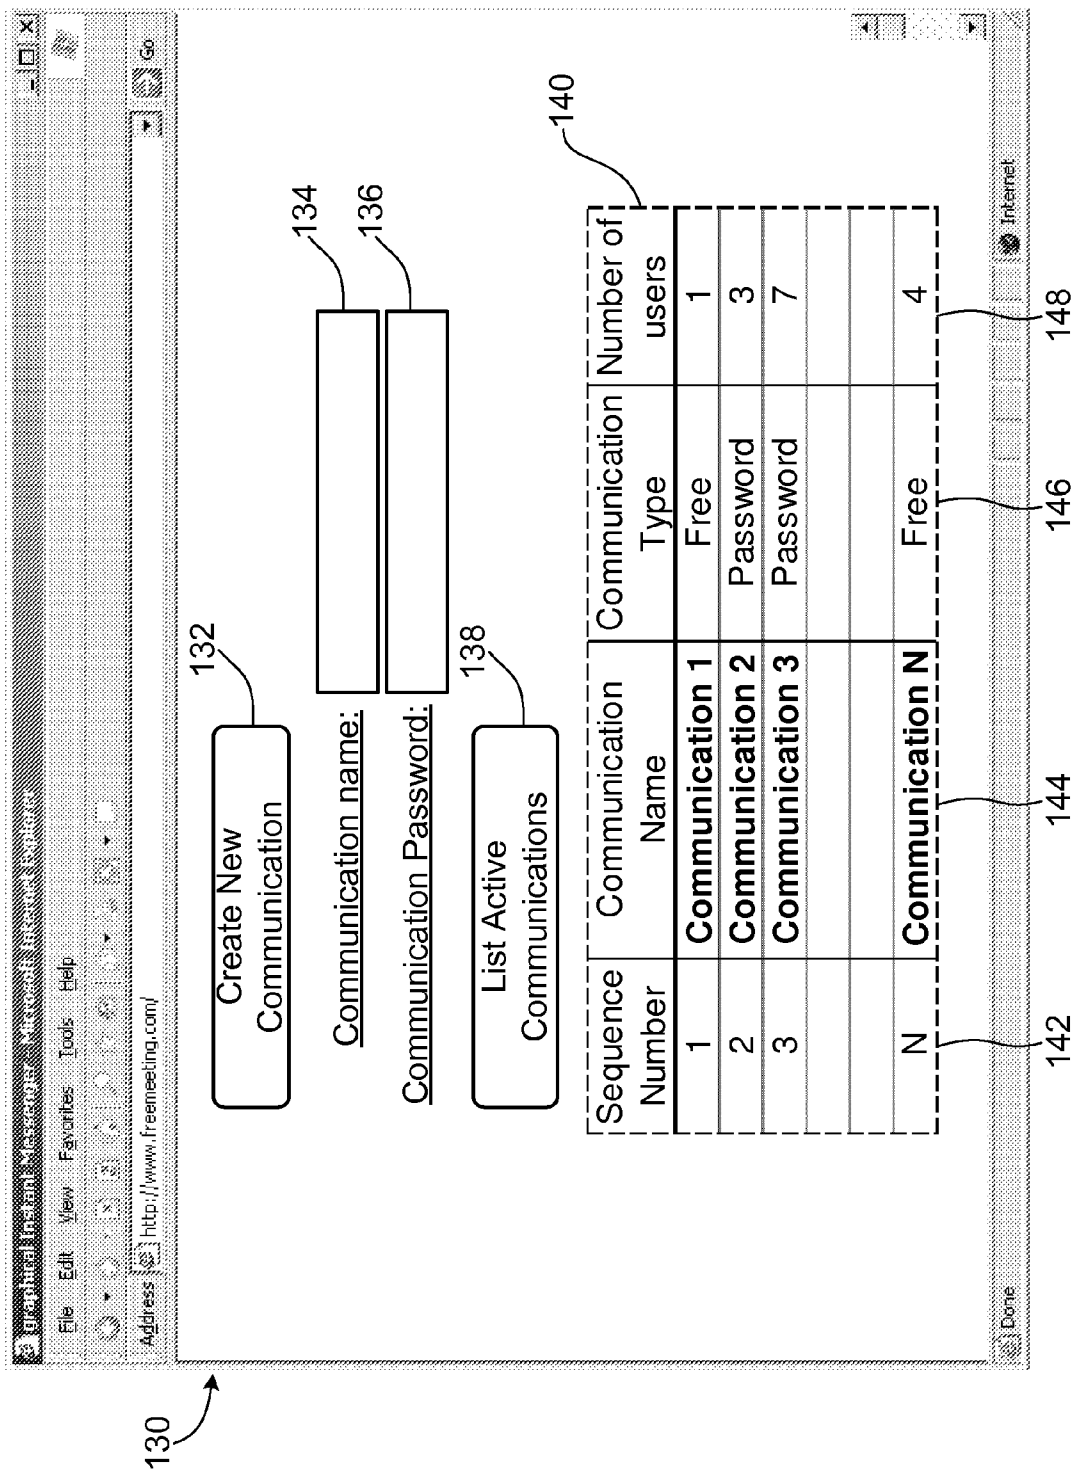 graphical Instant Messenger - Microsoft Internet Explorer
File Edit View Favorites Tools Help
Address http://www.freemeeting.com/ Go
130
Create New
Communication
132
Communication name:
134
Communication Password:
136
List Active
Communications
138
140
Sequence Number Communication Name Communication Type Number of users
1 Communication 1 Free 1
2 Communication 2 Password 3
3 Communication 3 Password 7
N Communication N Free 4
142 144 146 148
Done Internet